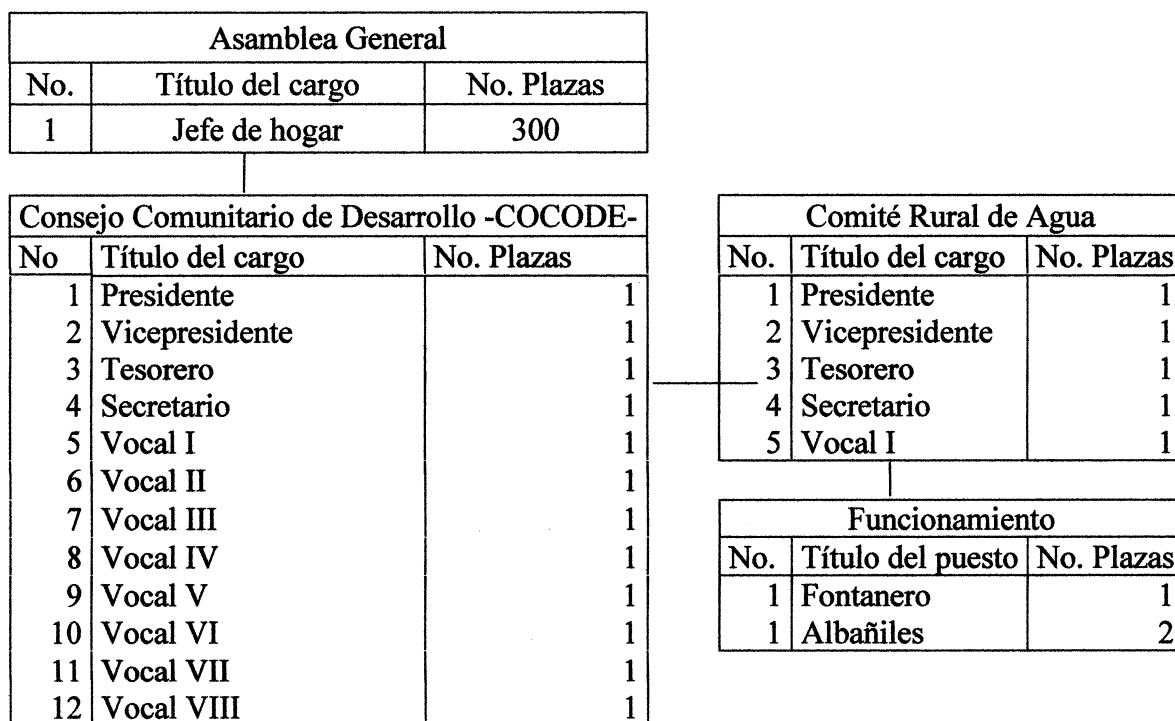 Asamblea General
No. Título del cargo No. Plazas
1 Jefe de hogar 300
Consejo Comunitario de Desarrollo -COCODE-
No Título del cargo No. Plazas
1 Presidente 1
2 Vicepresidente 1
3 Tesorero 1
4 Secretario 1
5 Vocal I 1
6 Vocal II 1
7 Vocal III 1
8 Vocal IV 1
9 Vocal V 1
10 Vocal VI 1
11 Vocal VII 1
12 Vocal VIII 1
Comité Rural de Agua
No. Título del cargo No. Plazas
1 Presidente 1
2 Vicepresidente 1
3 Tesorero 1
4 Secretario 1
5 Vocal I 1
Funcionamiento
No. Título del puesto No. Plazas
1 Fontanero 1
1 Albañiles 2